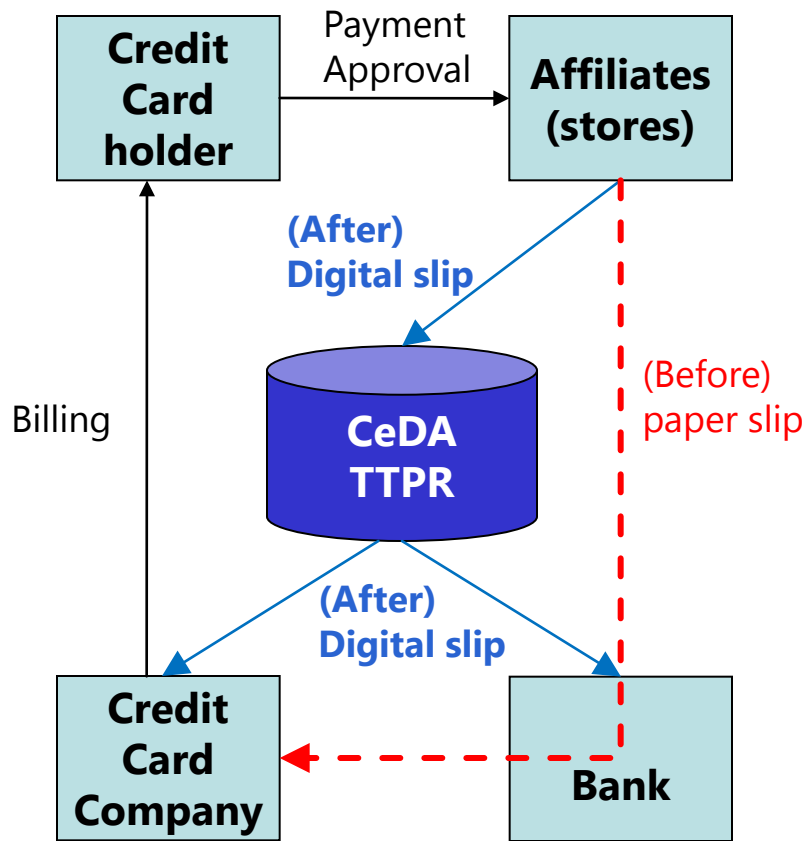 Credit
Card
holder
Payment
Approval
Affiliates
(stores)
(After)
Digital slip
Billing
CeDA
TTPR
(Before)
paper slip
(After)
Digital slip
Credit
Card
Company
Bank